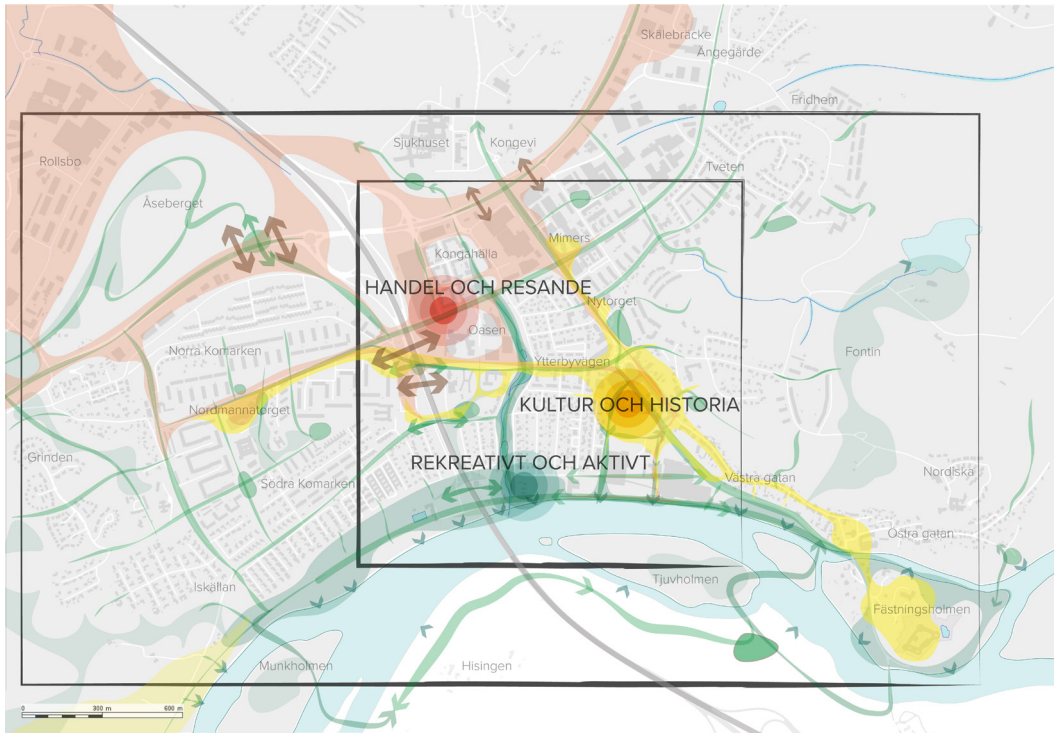 Skälebräcke
Ängegärde
Fridhem
Sjukhuset
Kongevi
Rollsbo
Tveten
Åseberget
Mimers
Kongahälla
HANDEL OCH RESANDE
Nytorget
Oasen
Norra Komarken
Ytterbyvägen
Fontin
KULTUR OCH HISTORIA
Nordmannatorget
Grinden
REKREATIVT OCH AKTIVT
Nordiska
Västra gatan
Södra Komarken
Östra gatan
Tjuvholmen
Iskällan
Fästningsholmen
Munkholmen
Hisingen
0 300 m 600 m